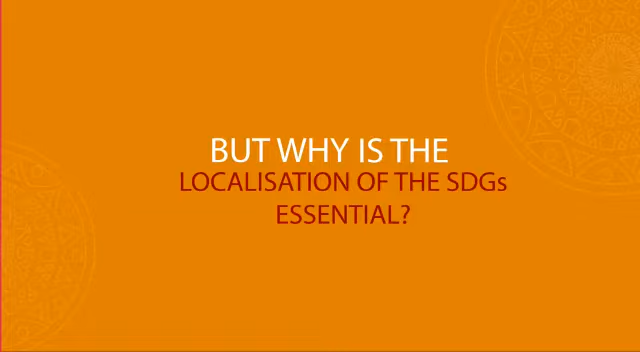 BUT WHY IS THE
LOCALISATION OF THE SDGs
ESSENTIAL?